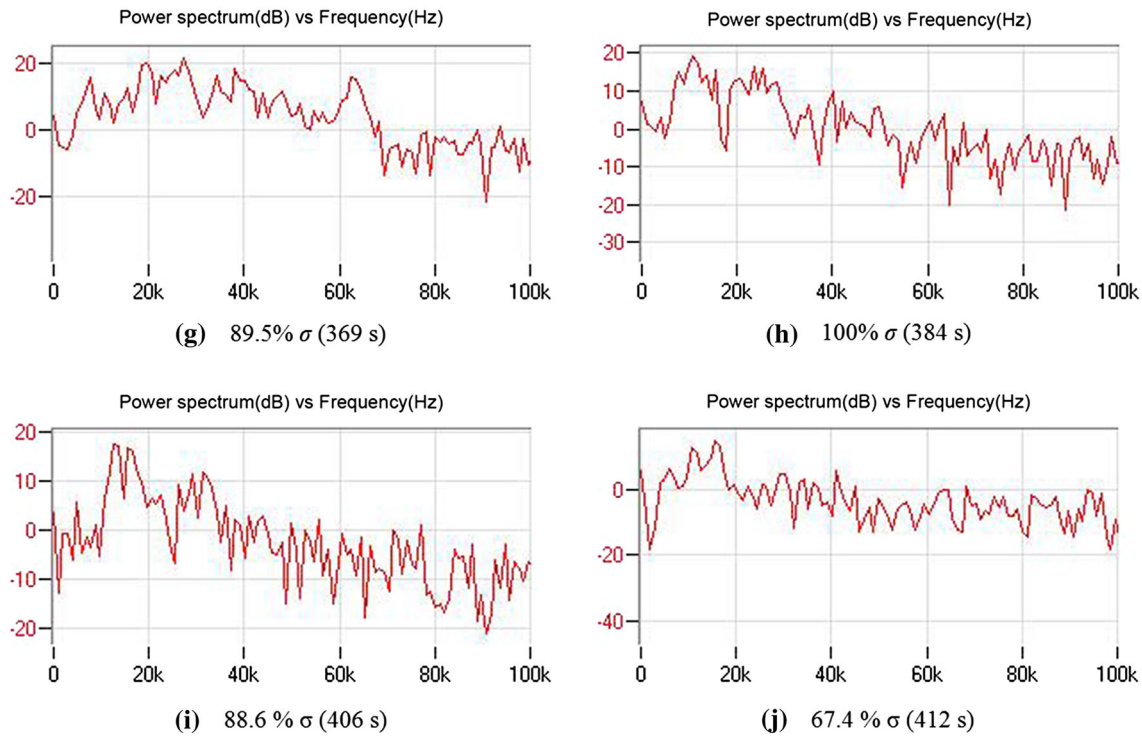 Power spectrum(dB) vs Frequency(Hz)
20
0
-20
0 20k 40k 60k 80k 100k
(g) 89.5% σ (369 s)
Power spectrum(dB) vs Frequency(Hz)
20
10
0
-10
-20
-30
0 20k 40k 60k 80k 100k
(h) 100% σ (384 s)
Power spectrum(dB) vs Frequency(Hz)
20
10
0
-10
-20
0 20k 40k 60k 80k 100k
(i) 88.6 % σ (406 s)
Power spectrum(dB) vs Frequency(Hz)
0
-20
-40
0 20k 40k 60k 80k 100k
(j) 67.4 % σ (412 s)